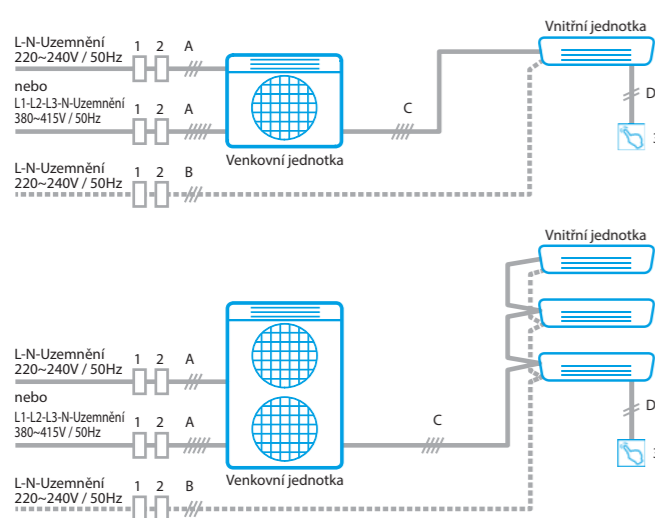 Vnitřní jednotka
L-N-Uzemnění
220~240V / 50Hz
1 2 A
nebo
L1-L2-L3-N-Uzemnění
380~415V / 50Hz
1 2 A
C
D
Venkovní jednotka
L-N-Uzemnění
220~240V / 50Hz
1 2 B
Vnitřní jednotka
L-N-Uzemnění
220~240V / 50Hz
1 2 A
nebo
L1-L2-L3-N-Uzemnění
380~415V / 50Hz
1 2 A
C
D
Venkovní jednotka
L-N-Uzemnění
220~240V / 50Hz
1 2 B